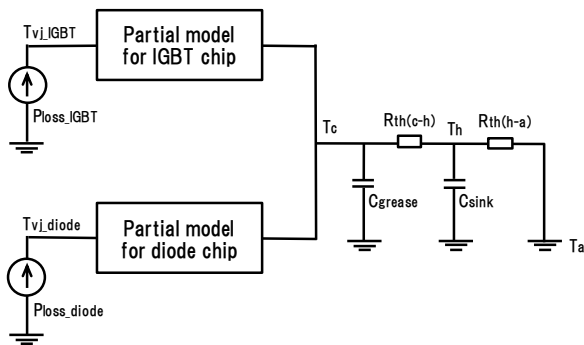 Tvj_IGBT
Partial model
for IGBT chip
Ploss_IGBT
Tc
Rth(c-h)
Th
Rth(h-a)
Cgrease
Csink
Ta
Tvj_diode
Partial model
for diode chip
Ploss_diode